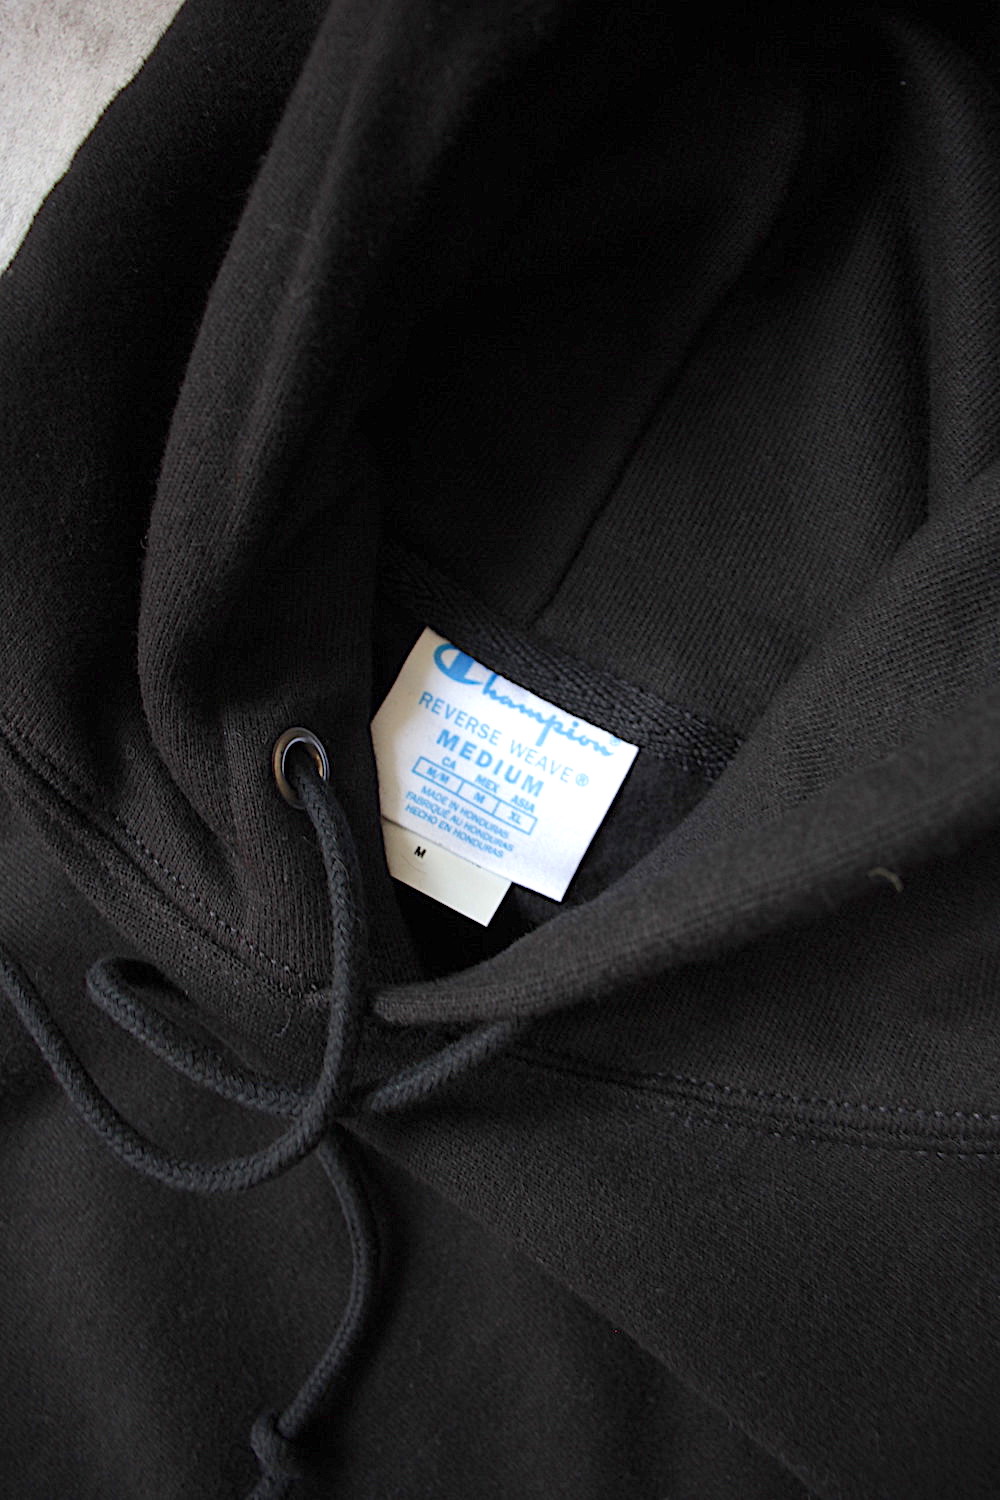 Champion®
REVERSE WEAVE®
MEDIUM
CA MEX ASIA
M/M M XL
MADE IN HONDURAS
FABRIQUÉ AU HONDURAS
HECHO EN HONDURAS
M